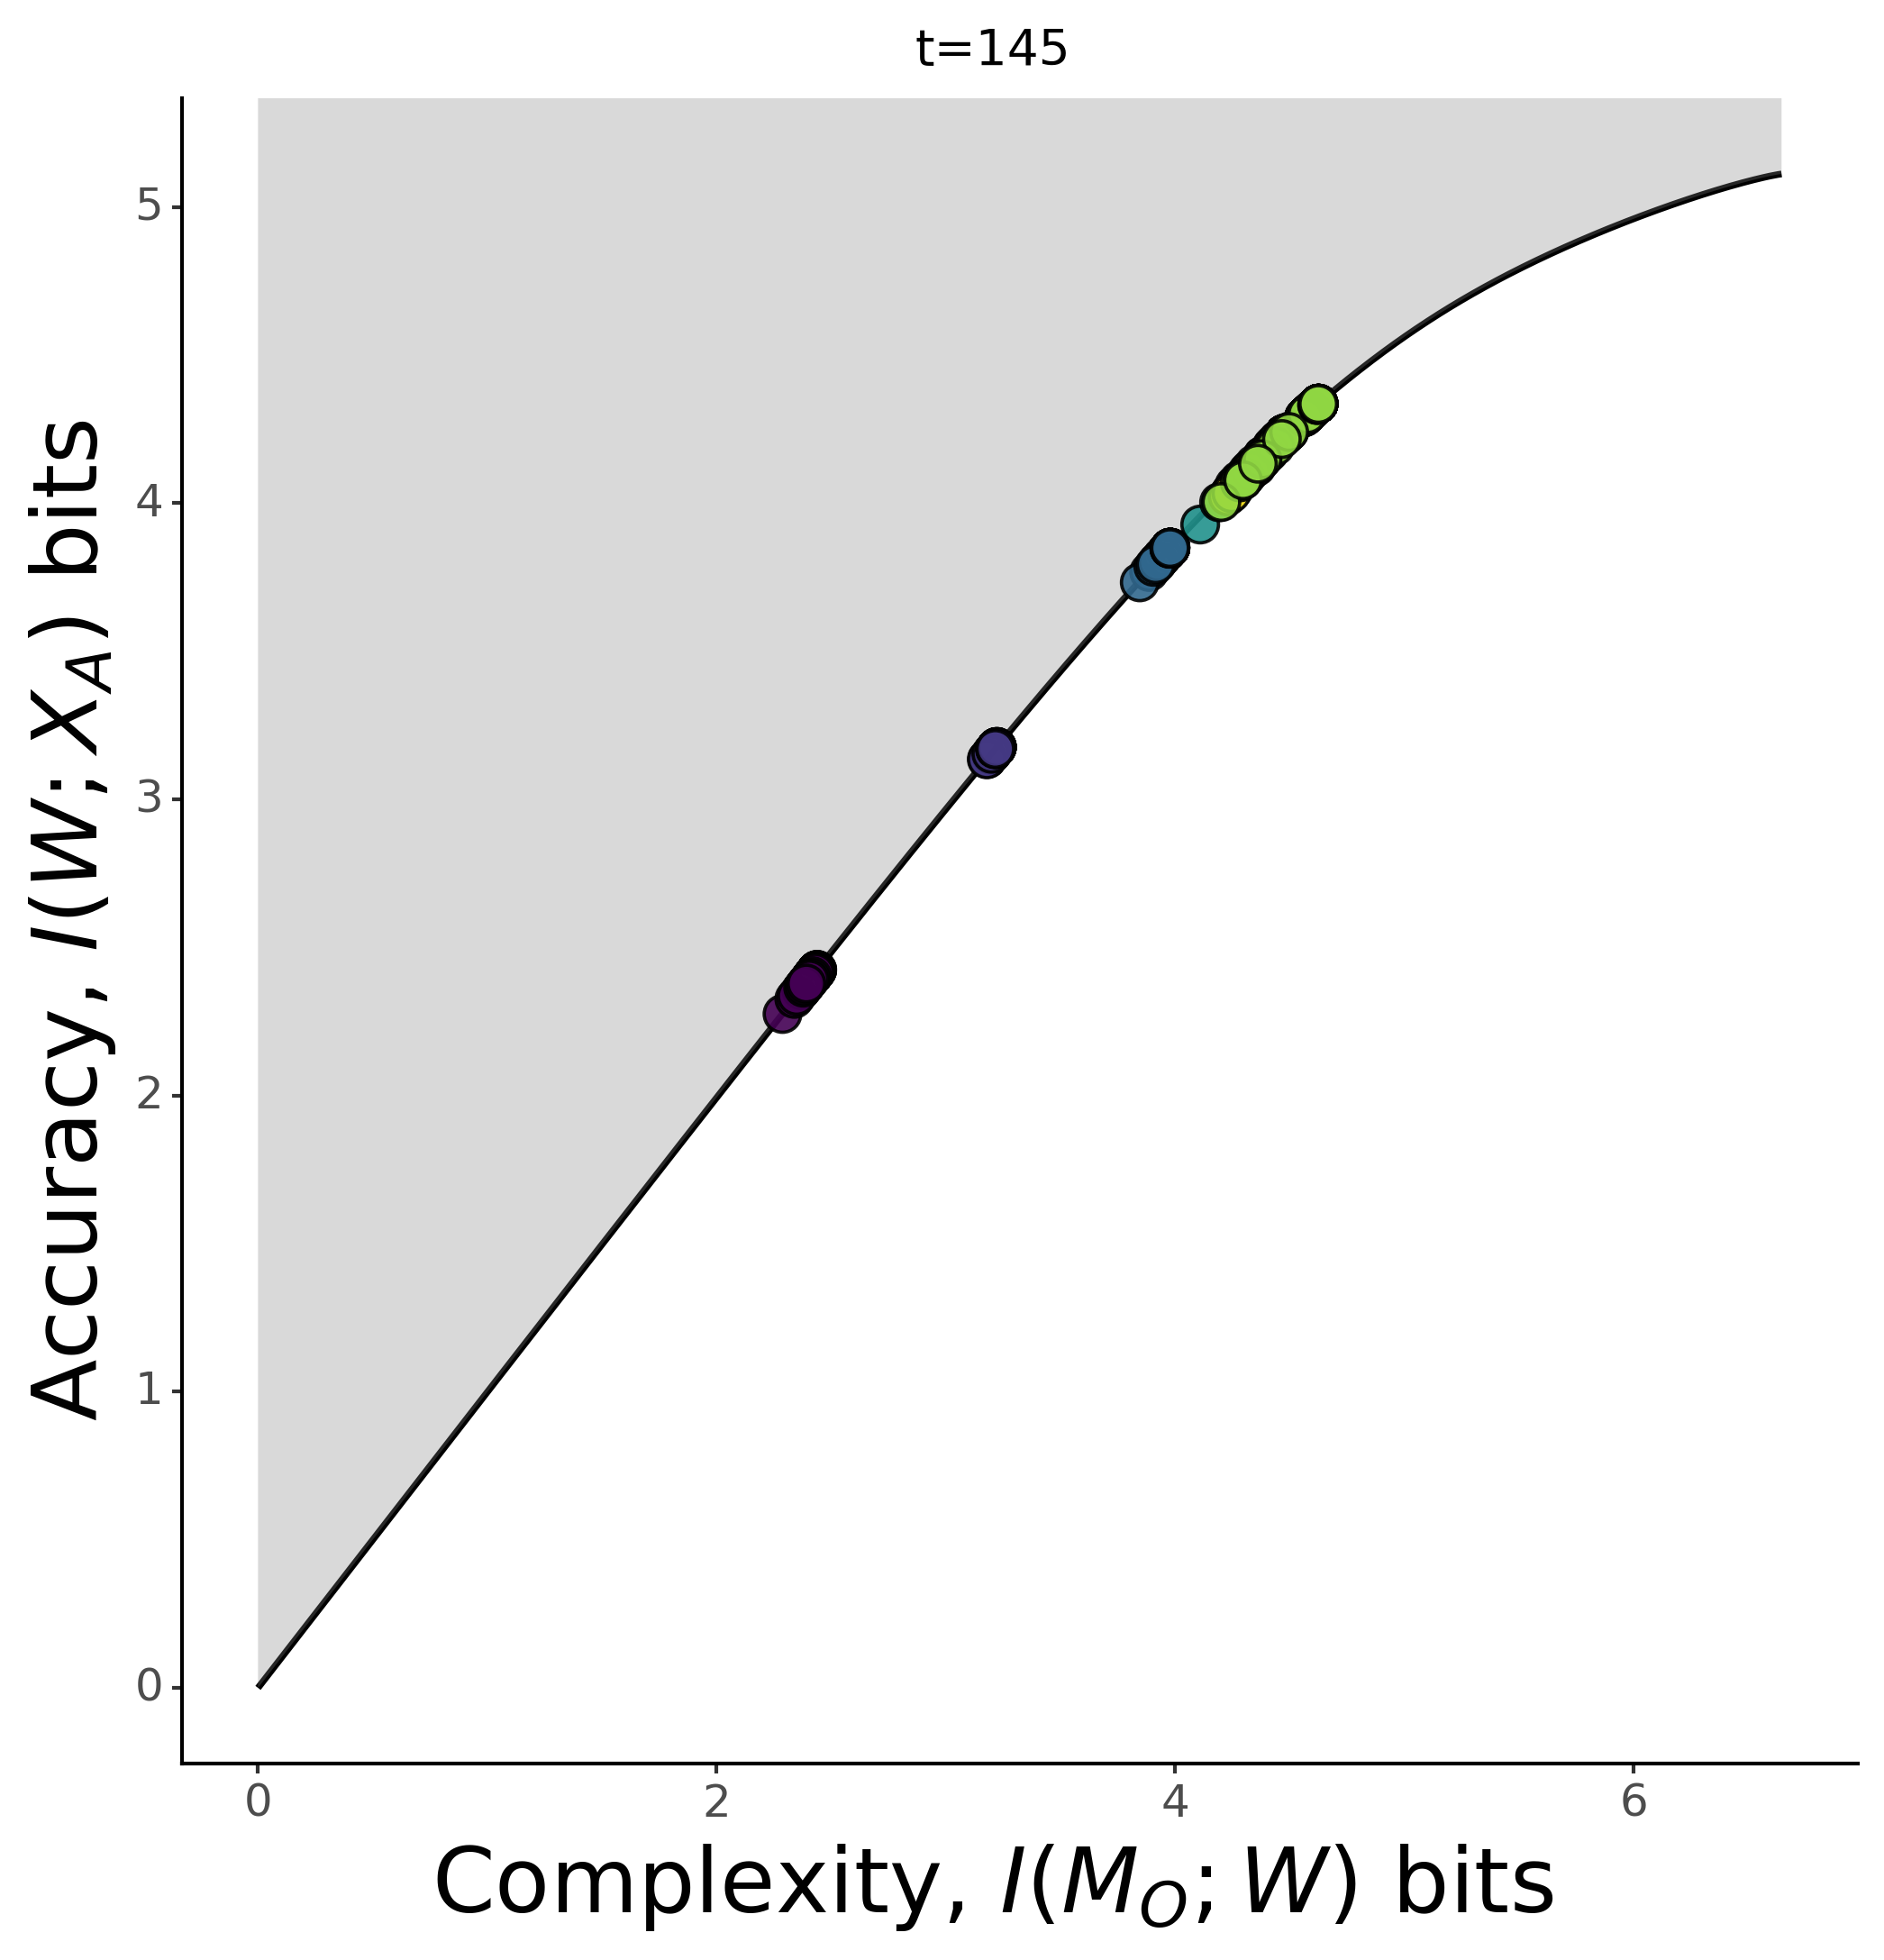 t=145
Accuracy, I(W; X_A) bits
5
4
3
2
1
0
0 2 4 6
Complexity, I(M_O; W) bits